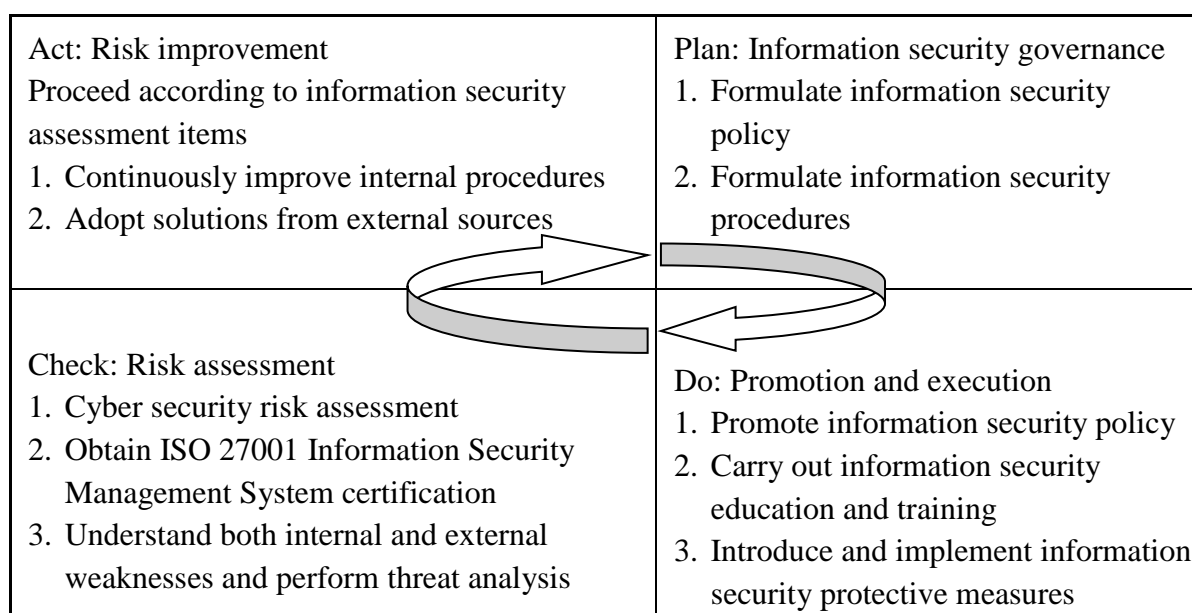 Act: Risk improvement
Proceed according to information security
assessment items
1. Continuously improve internal procedures
2. Adopt solutions from external sources
Plan: Information security governance
1. Formulate information security
policy
2. Formulate information security
procedures
Check: Risk assessment
1. Cyber security risk assessment
2. Obtain ISO 27001 Information Security
Management System certification
3. Understand both internal and external
weaknesses and perform threat analysis
Do: Promotion and execution
1. Promote information security policy
2. Carry out information security
education and training
3. Introduce and implement information
security protective measures